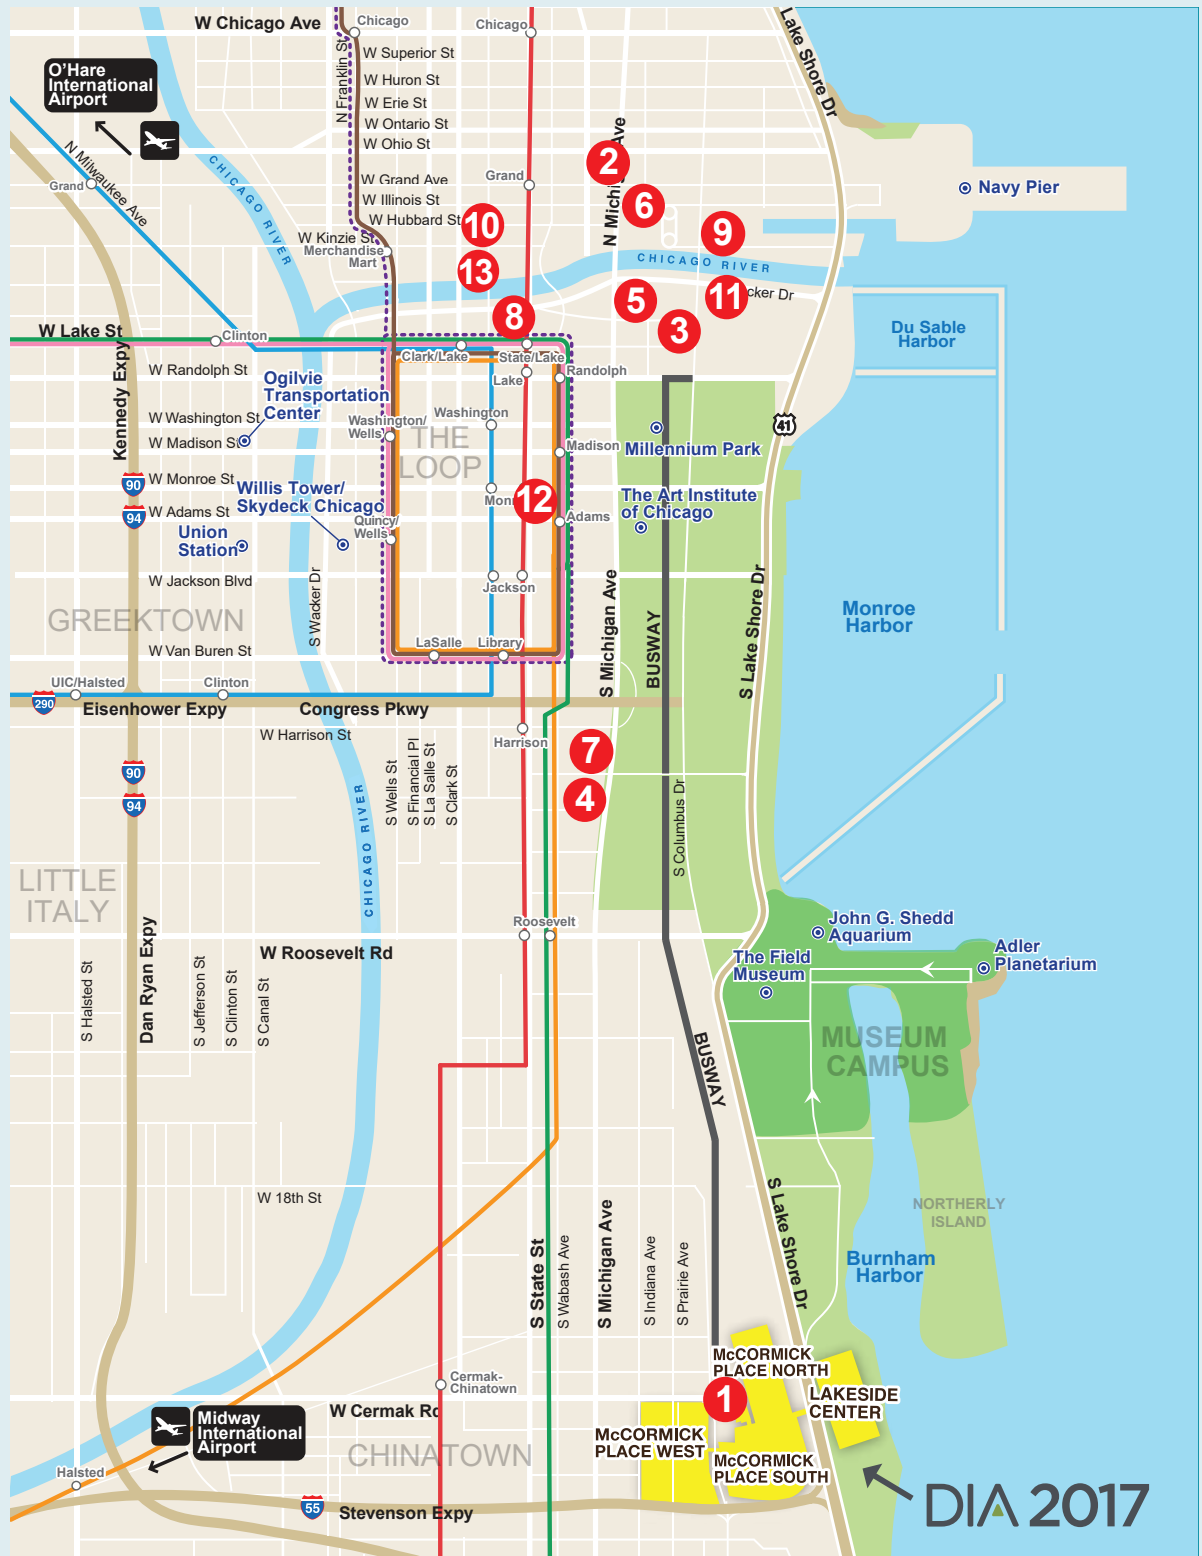 W Chicago Ave
Chicago
Chicago
Lake Shore Dr
W Superior St
N Franklin St
W Huron St
W Erie St
W Ontario St
W Ohio St
O'Hare
International
Airport
N Milwaukee Ave
Grand
CHICAGO RIVER
W Grand Ave
W Illinois St
W Hubbard St
W Kinzie St
Merchandise
Mart
Grand
N Michi
Ave
2
6
10
9
13
Navy Pier
CHICAGO RIVER
5
11
cker Dr
8
3
Du Sable
Harbor
W Lake St
Clinton
Clark/Lake
State/Lake
Lake
Randolph
Kennedy Expy
W Randolph St
Ogilvie
Transportation
Center
W Washington St
W Madison St
Washington/
Wells
Washington
THE
LOOP
Madison
Millennium Park
41
90
W Monroe St
94
W Adams St
Willis Tower/
Skydeck Chicago
Quincy/
Wells
Mon
12
Adams
The Art Institute
of Chicago
Union
Station
W Jackson Blvd
S Wacker Dr
Jackson
GREEKTOWN
W Van Buren St
LaSalle
Library
S Michigan Ave
BUSWAY
S Lake Shore Dr
Monroe
Harbor
UIC/Halsted
Clinton
290
Eisenhower Expy
Congress Pkwy
W Harrison St
Harrison
7
4
90
94
CHICAGO RIVER
S Wells St
S Financial Pl
S La Salle St
S Clark St
S Columbus Dr
LITTLE
ITALY
Roosevelt
W Roosevelt Rd
John G. Shedd
Aquarium
The Field
Museum
Adler
Planetarium
S Halsted St
Dan Ryan Expy
S Jefferson St
S Clinton St
S Canal St
BUSWAY
MUSEUM
CAMPUS
W 18th St
S State St
S Wabash Ave
S Michigan Ave
S Indiana Ave
S Prairie Ave
S Lake Shore Dr
NORTHERLY
ISLAND
Burnham
Harbor
McCORMICK
PLACE NORTH
Cermak-
Chinatown
1
LAKESIDE
CENTER
W Cermak Rd
Midway
International
Airport
CHINATOWN
McCORMICK
PLACE WEST
McCORMICK
PLACE SOUTH
Halsted
55
Stevenson Expy
DIA 2017